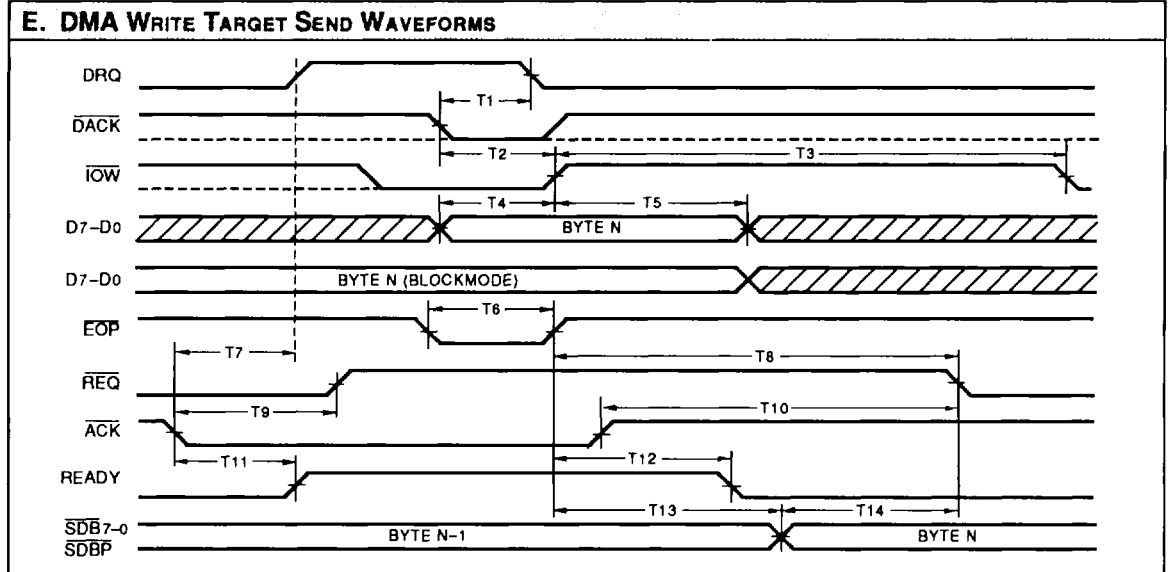 E. DMA WRITE TARGET SEND WAVEFORMS
DRQ
T1
DACK
T2
T3
IOW
T4
T5
D7-D0
BYTE N
D7-D0
BYTE N (BLOCKMODE)
T6
EOP
T7
T8
REQ
T9
T10
ACK
T11
T12
READY
T13
T14
SDB7-0
SDBP
BYTE N-1
BYTE N